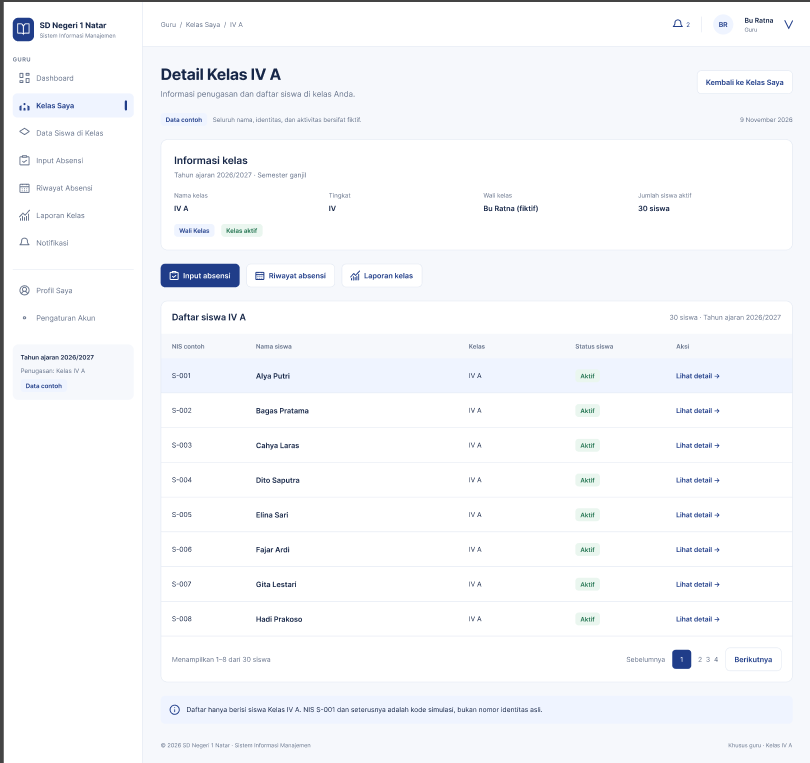 SD Negeri 1 Natar
Sistem Informasi Manajemen
GURU
Dashboard
Kelas Saya
Data Siswa di Kelas
Input Absensi
Riwayat Absensi
Laporan Kelas
Notifikasi
Profil Saya
Pengaturan Akun
Tahun ajaran 2026/2027
Penugasan: Kelas IV A
Data contoh
Guru / Kelas Saya / IV A
2
BR
Bu Ratna
Guru
Detail Kelas IV A
Informasi penugasan dan daftar siswa di kelas Anda.
Kembali ke Kelas Saya
Data contoh Seluruh nama, identitas, dan aktivitas bersifat fiktif. 9 November 2026
Informasi kelas
Tahun ajaran 2026/2027 · Semester ganjil
Nama kelas Tingkat Wali kelas Jumlah siswa aktif
IV A IV Bu Ratna (fiktif) 30 siswa
Wali Kelas Kelas aktif
Input absensi Riwayat absensi Laporan kelas
Daftar siswa IV A 30 siswa · Tahun ajaran 2026/2027
NIS contoh Nama siswa Kelas Status siswa Aksi
S-001 Alya Putri IV A Aktif Lihat detail →
S-002 Bagas Pratama IV A Aktif Lihat detail →
S-003 Cahya Laras IV A Aktif Lihat detail →
S-004 Dito Saputra IV A Aktif Lihat detail →
S-005 Elina Sari IV A Aktif Lihat detail →
S-006 Fajar Ardi IV A Aktif Lihat detail →
S-007 Gita Lestari IV A Aktif Lihat detail →
S-008 Hadi Prakoso IV A Aktif Lihat detail →
Menampilkan 1–8 dari 30 siswa Sebelumnya 1 2 3 4 Berikutnya
Daftar hanya berisi siswa Kelas IV A. NIS S-001 dan seterusnya adalah kode simulasi, bukan nomor identitas asli.
© 2026 SD Negeri 1 Natar · Sistem Informasi Manajemen Khusus guru · Kelas IV A